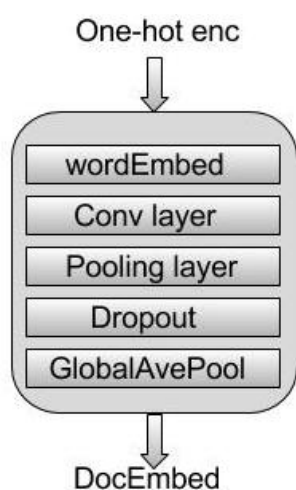 One-hot enc
wordEmbed
Conv layer
Pooling layer
Dropout
GlobalAvePool
DocEmbed